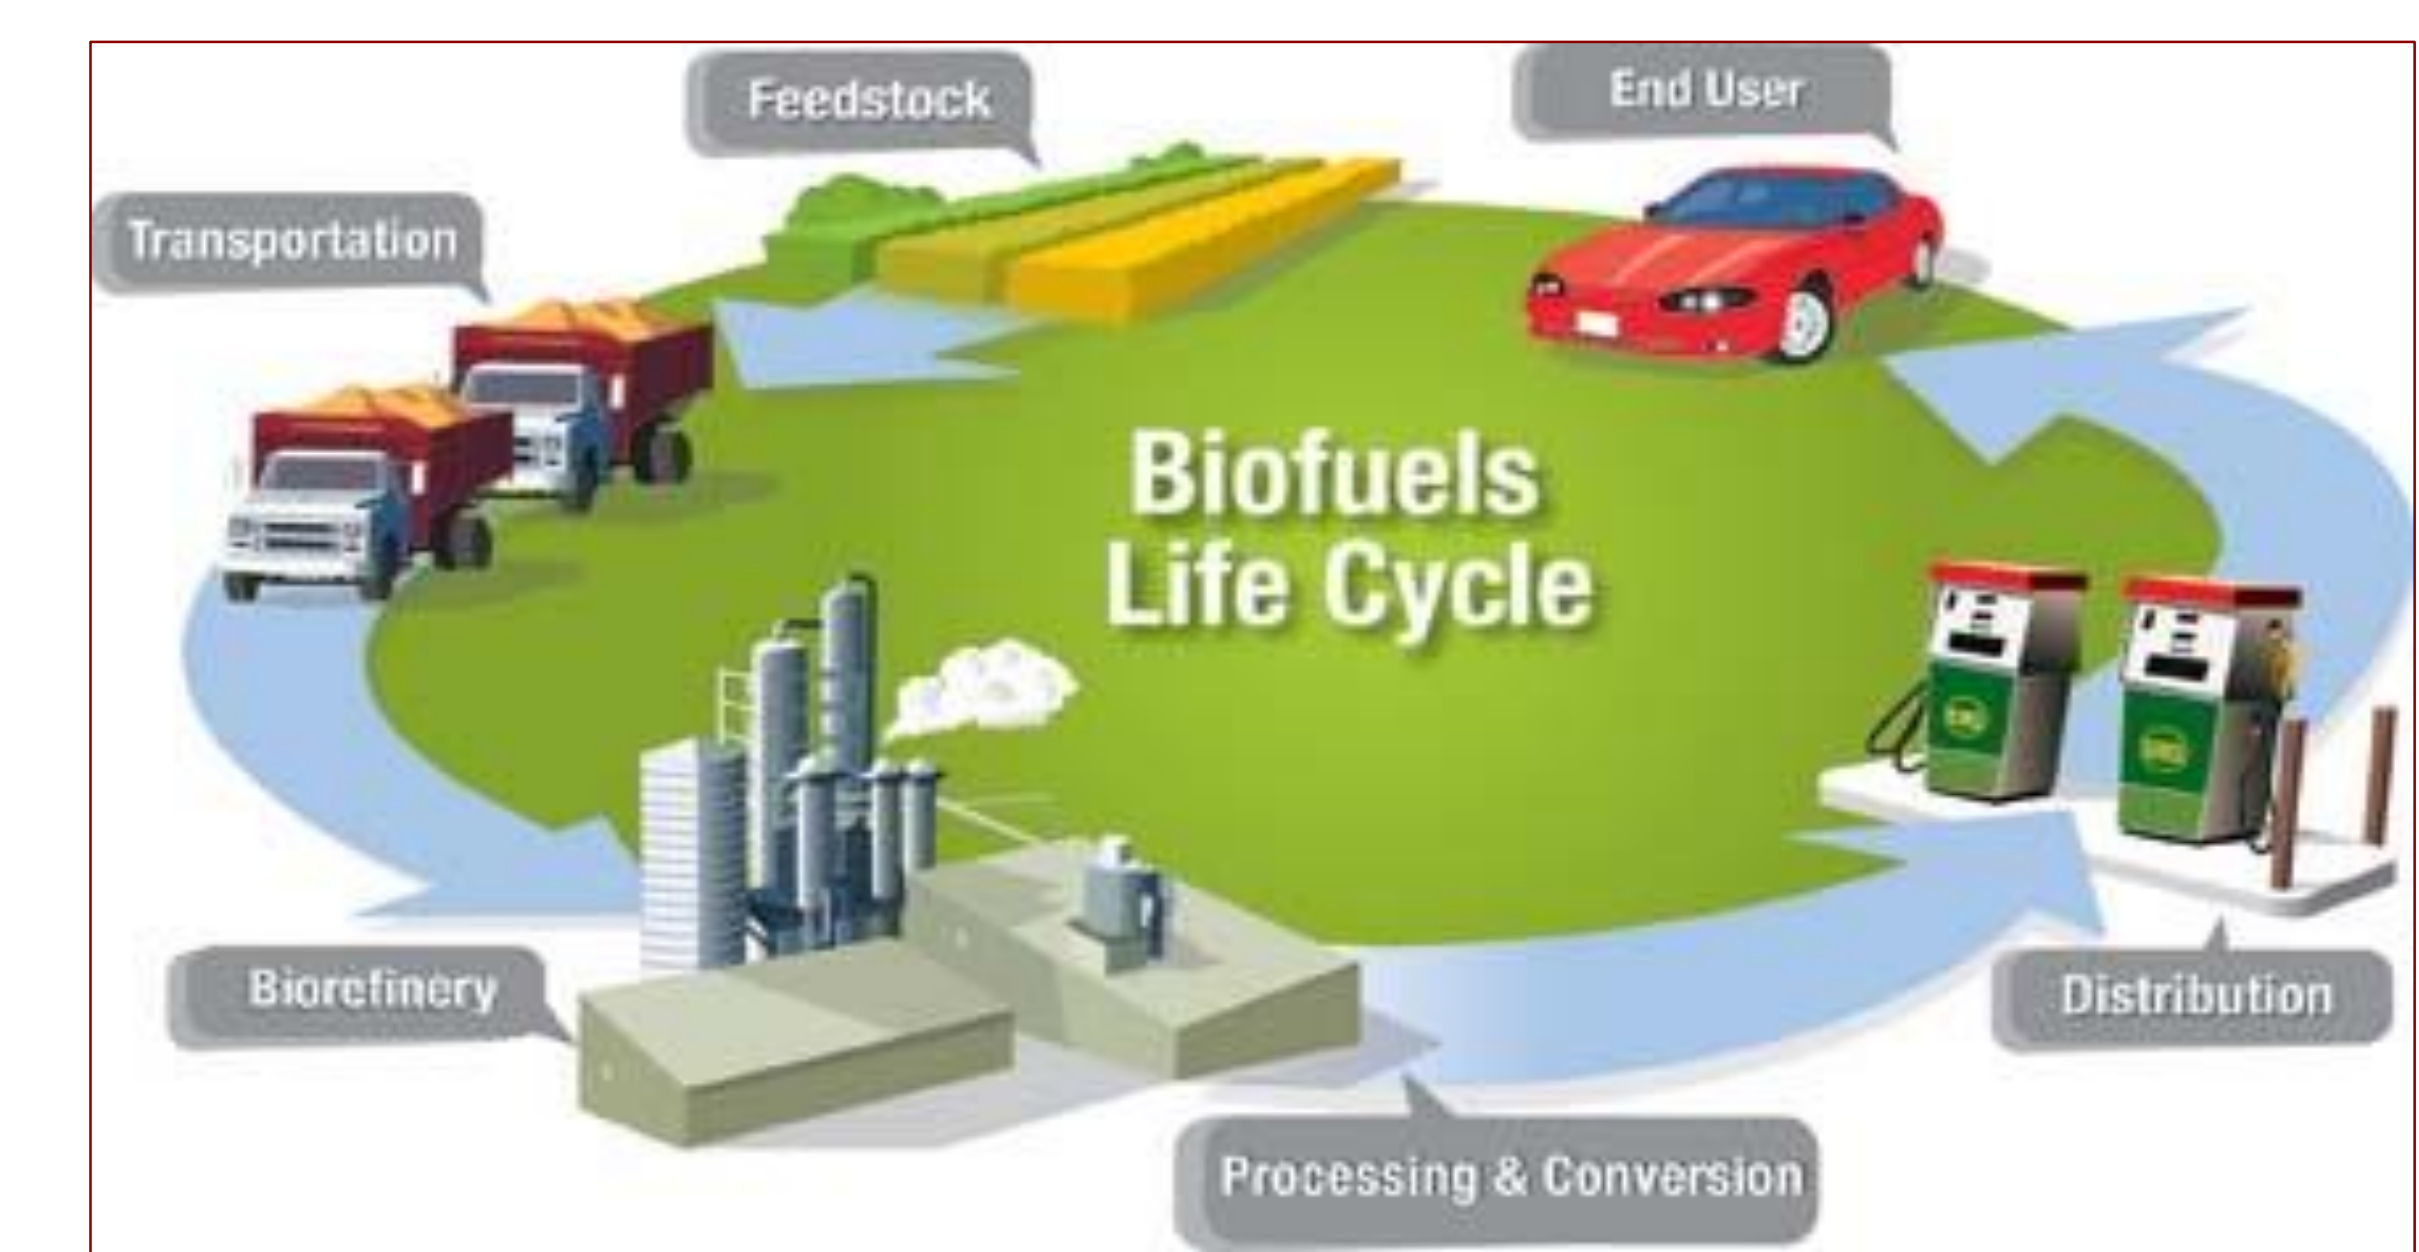 Feedstock
End User
Transportation
Biofuels
Life Cycle
Biorefinery
Distribution
Processing & Conversion